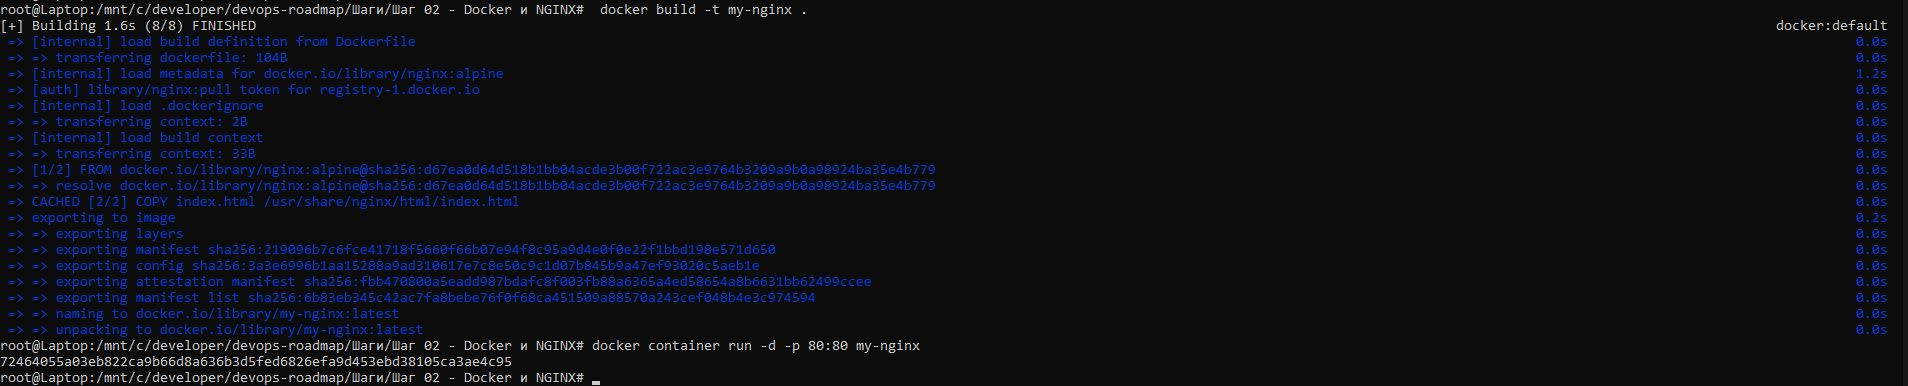 root@Laptop:/mnt/c/developer/devops-roadmap/Шаги/Шаг 02 - Docker и NGINX#  docker build -t my-nginx .
[+] Building 1.6s (8/8) FINISHED docker:default
=> [internal] load build definition from Dockerfile 0.0s
=> => transferring dockerfile: 104B 0.0s
=> [internal] load metadata for docker.io/library/nginx:alpine 1.2s
=> [auth] library/nginx:pull token for registry-1.docker.io 0.0s
=> [internal] load .dockerignore 0.0s
=> => transferring context: 2B 0.0s
=> [internal] load build context 0.0s
=> => transferring context: 33B 0.0s
=> [1/2] FROM docker.io/library/nginx:alpine@sha256:d67ea0d64d518b1bb04acde3b00f722ac3e9764b3209a9b0a98924ba35e4b779 0.0s
=> => resolve docker.io/library/nginx:alpine@sha256:d67ea0d64d518b1bb04acde3b00f722ac3e9764b3209a9b0a98924ba35e4b779 0.0s
=> CACHED [2/2] COPY index.html /usr/share/nginx/html/index.html 0.0s
=> exporting to image 0.2s
=> => exporting layers 0.0s
=> => exporting manifest sha256:219096b7c6fce41718f5660f66b07e94f8c95a9d4e0f0e22f1bbd198e571d650 0.0s
=> => exporting config sha256:3a3e6996b1aa15288a9ad310617e7c8e50c9c1d07b845b9a47ef93020c5aeb1e 0.0s
=> => exporting attestation manifest sha256:fbb470800a5eadd987bdafc8f003fb88a6365a4ed58654a8b6631bb62499ccee 0.0s
=> => exporting manifest list sha256:6b83eb345c42ac7fa8bebe76f0f68ca451509a88570a243cef048b4e3c974594 0.0s
=> => naming to docker.io/library/my-nginx:latest 0.0s
=> => unpacking to docker.io/library/my-nginx:latest 0.0s
root@Laptop:/mnt/c/developer/devops-roadmap/Шаги/Шаг 02 - Docker и NGINX# docker container run -d -p 80:80 my-nginx
72464055a03eb822ca9b66d8a636b3d5fed6826efa9d453ebd38105ca3ae4c95
root@Laptop:/mnt/c/developer/devops-roadmap/Шаги/Шаг 02 - Docker и NGINX#